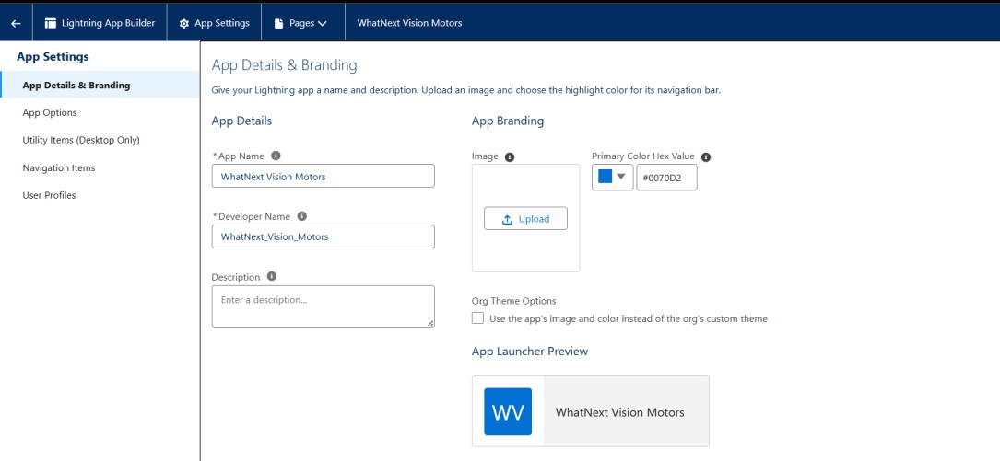 Lightning App Builder
App Settings
Pages
WhatNext Vision Motors
App Settings
App Details & Branding
App Options
Utility Items (Desktop Only)
Navigation Items
User Profiles
App Details & Branding
Give your Lightning app a name and description. Upload an image and choose the highlight color for its navigation bar.
App Details
*App Name
WhatNext Vision Motors
*Developer Name
WhatNext_Vision_Motors
Description
Enter a description...
App Branding
Image
Primary Color Hex Value
Upload
#0070D2
Org Theme Options
Use the app's image and color instead of the org's custom theme
App Launcher Preview
WV
WhatNext Vision Motors